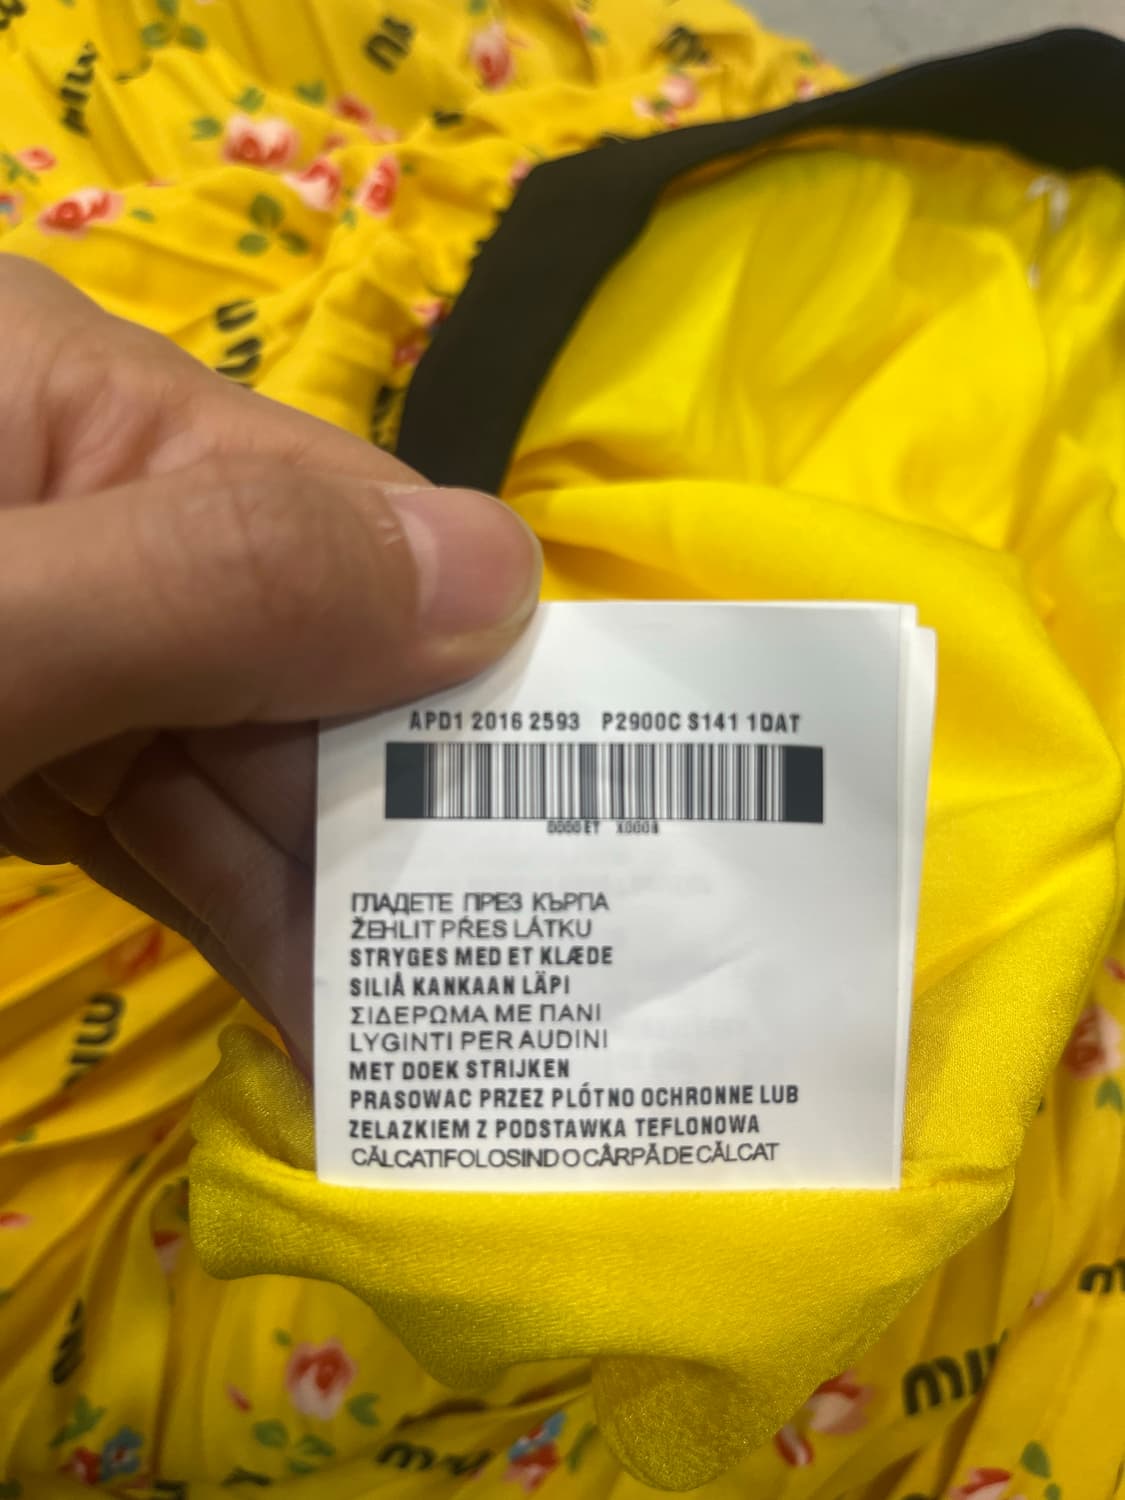 APD1 2016 2593 P2900C S141 1DAT
ГЛАДЕТЕ ПРЕЗ КЪРПА
ŽEHLIT PŘES LÁTKU
STRYGES MED ET KLÆDE
SILIÅ KANKAAN LÄPI
ΣΙΔΕΡΩΜΑ ΜΕ ΠΑΝΙ
LYGINTI PER AUDINI
MET DOEK STRIJKEN
PRASOWAC PRZEZ PLÓTNO OCHRONNE LUB
ZELAZKIEM Z PODSTAWKA TEFLONOWA
CĂLCATIFOLOSIND O CÂRPĂ DE CĂLCAT